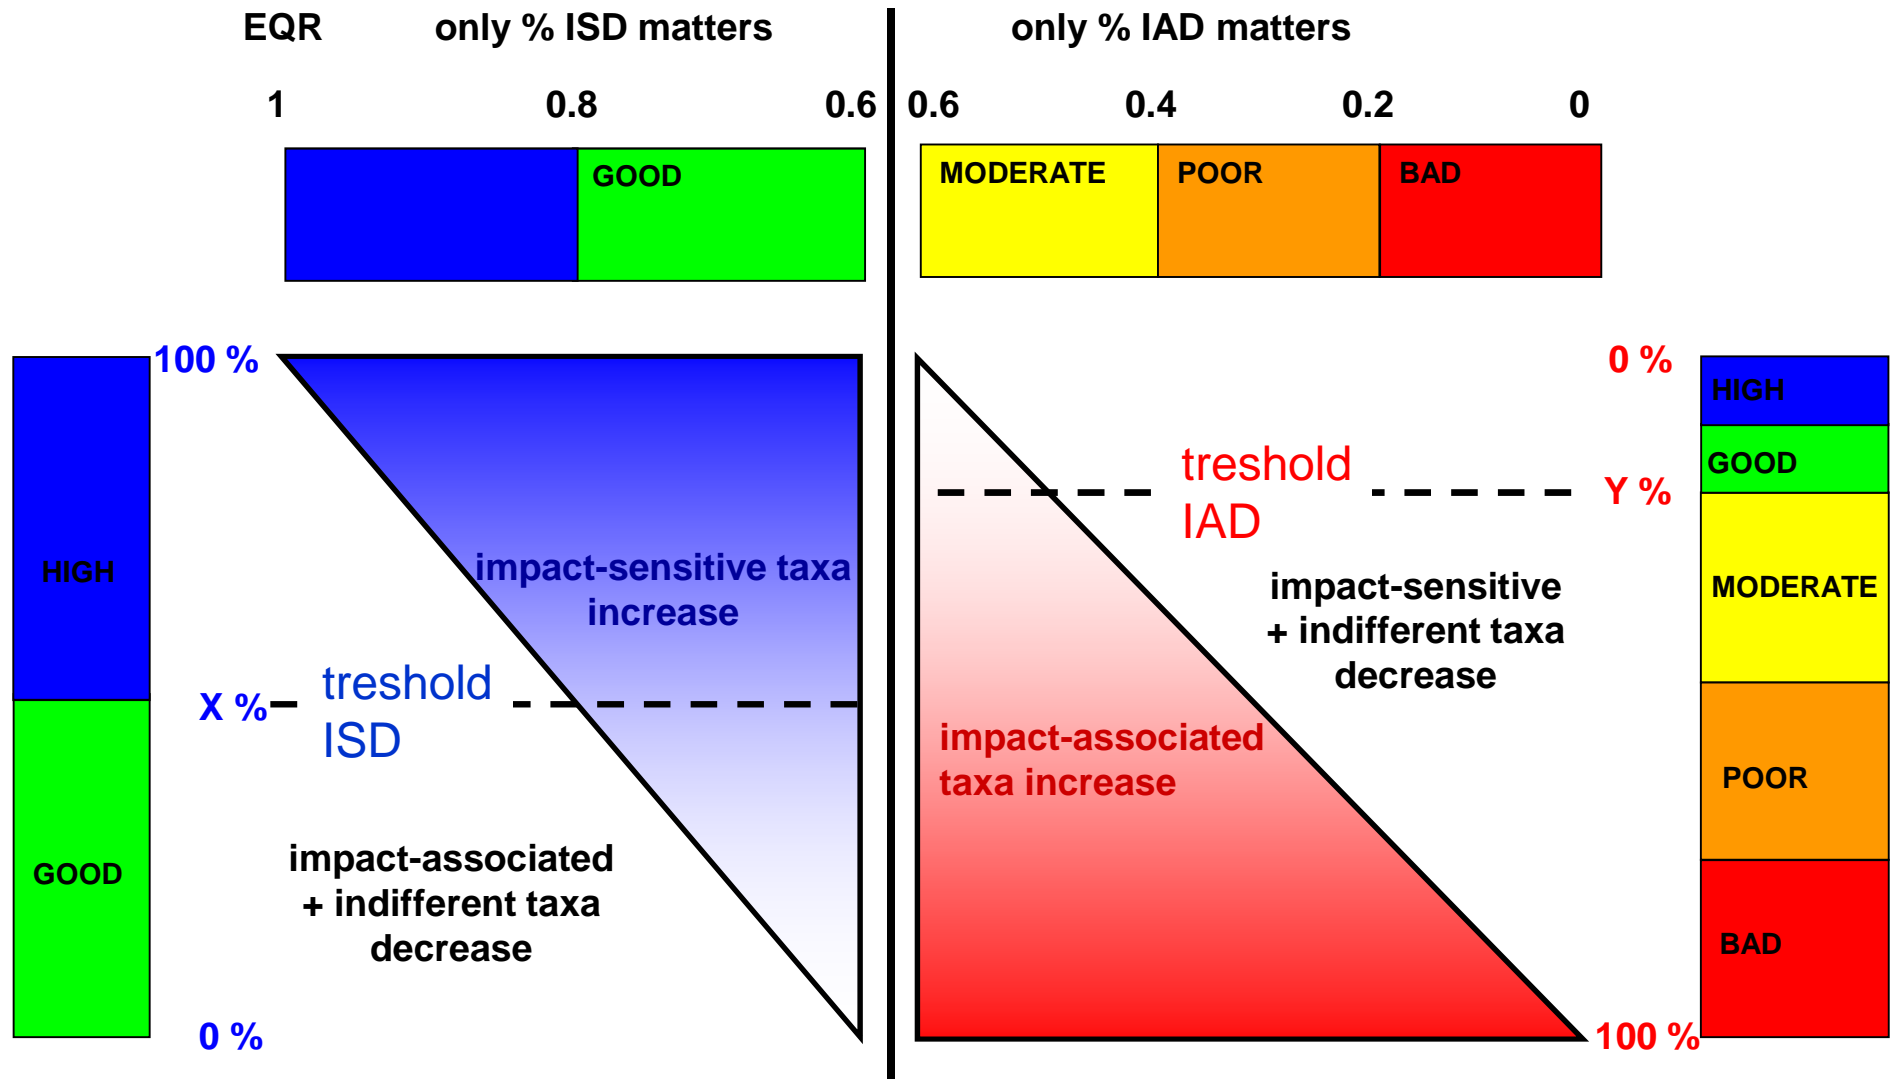 EQR
only % ISD matters
only % IAD matters
1
0.8
0.6
0.6
0.4
0.2
0
GOOD
MODERATE
POOR
BAD
100 %
HIGH
X %
GOOD
0 %
impact-sensitive taxa
increase
treshold
ISD
impact-associated
+ indifferent taxa
decrease
treshold
IAD
impact-sensitive
+ indifferent taxa
decrease
impact-associated
taxa increase
0 %
Y %
100 %
HIGH
GOOD
MODERATE
POOR
BAD